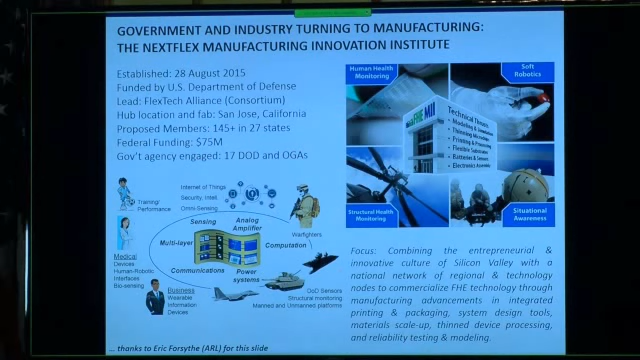 GOVERNMENT AND INDUSTRY TURNING TO MANUFACTURING:
THE NEXTFLEX MANUFACTURING INNOVATION INSTITUTE
Established: 28 August 2015
Funded by U.S. Department of Defense
Lead: FlexTech Alliance (Consortium)
Hub location and fab: San Jose, California
Proposed Members: 145+ in 27 states
Federal Funding: $75M
Gov't agency engaged: 17 DOD and OGAs
Human Health
Monitoring
Soft
Robotics
FHE MII
Technical Thrusts
• Modeling & Simulation
• Thinning Microchips
• Printing & Processing
• Flexible Substrates
• Batteries & Sensors
• Electronics Assembly
Structural Health
Monitoring
Situational
Awareness
Training/
Performance
Internet of Things
Security, Intell.
Omni-Sensing
Warfighters
Sensing
Analog
Amplifier
Multi-layer
Computation
Communications
Power
systems
Medical
Devices
Human-Robotic
Interfaces
Bio-sensing
Business
Wearable
Information
Devices
DoD Sensors
Structural monitoring
Manned and Unmanned platforms
Focus: Combining the entrepreneurial &
innovative culture of Silicon Valley with a
national network of regional & technology
nodes to commercialize FHE technology through
manufacturing advancements in integrated
printing & packaging, system design tools,
materials scale-up, thinned device processing,
and reliability testing & modeling.
... thanks to Eric Forsythe (ARL) for this slide